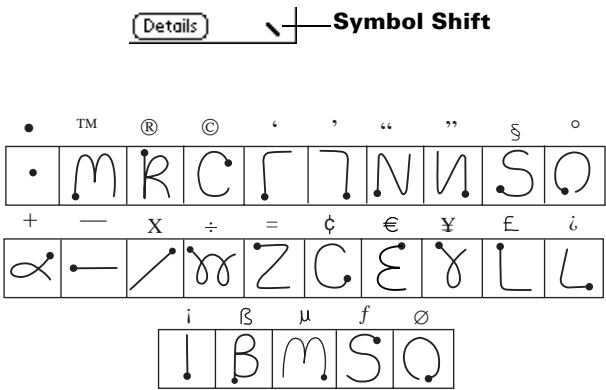 Details Symbol Shift
• ™ ® © ‘ ’ “ ” § °
+ — X ÷ = ¢ € ¥ £ ¿
¡ ß µ ƒ ø